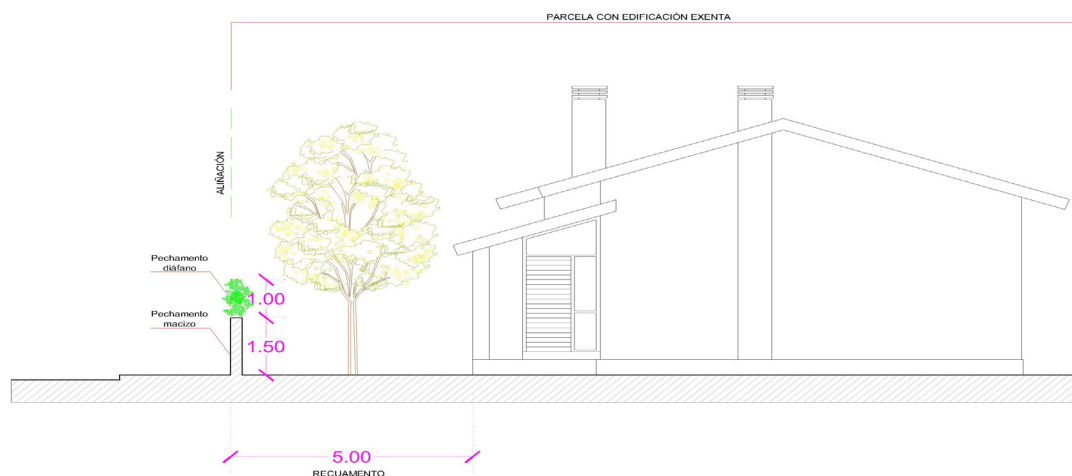 PARCELA CON EDIFICACIÓN EXENTA
ALIÑACIÓN
Pechamento
diáfano
1.00
Pechamento
macizo
1.50
5.00
RECUAMENTO